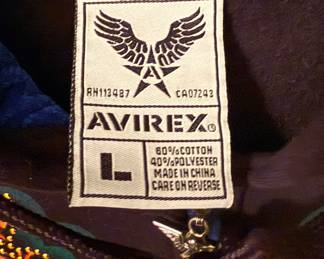 A
RN113487 CA07243
AVIREX®
L
60%COTTON
40%POLYESTER
MADE IN CHINA
CARE ON REVERSE